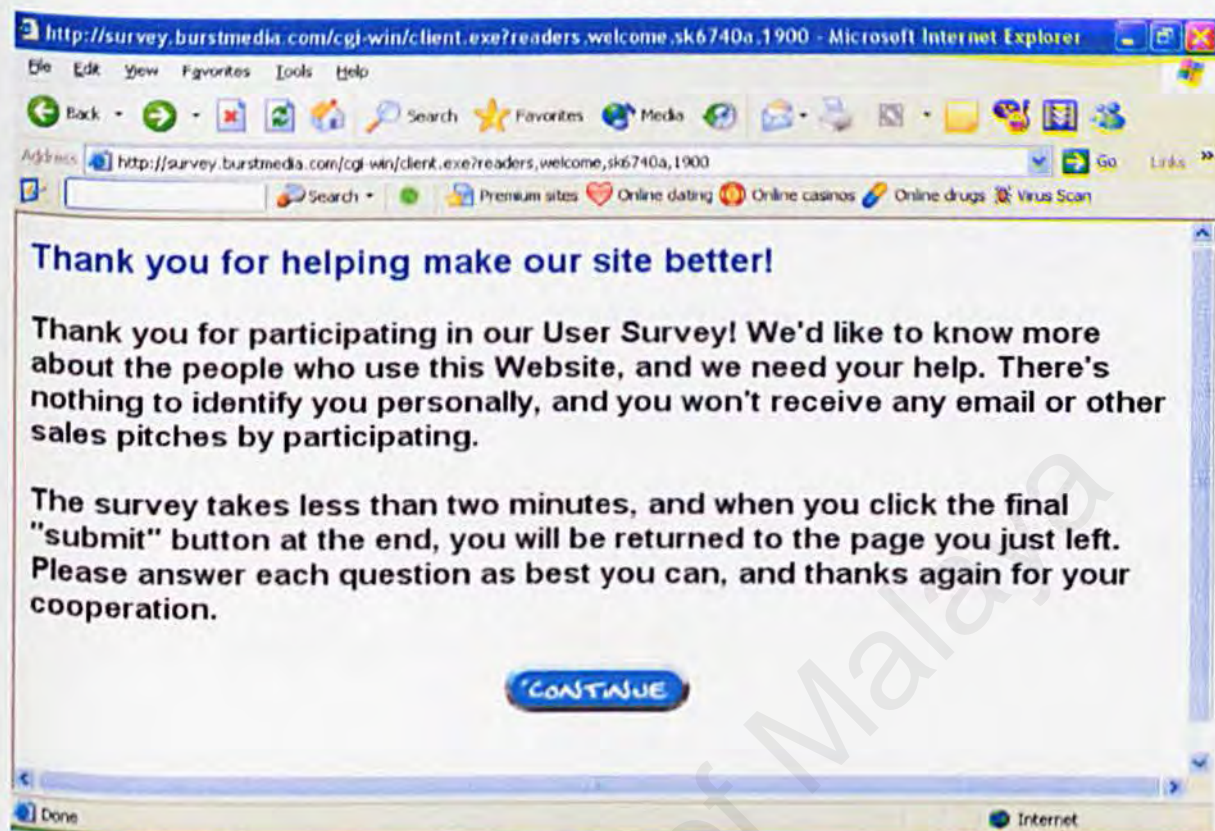 http://survey.burstmedia.com/cgi-win/client.exe?readers,welcome,sk6740a,1900 - Microsoft Internet Explorer
File Edit View Favorites Tools Help
Back Search Favorites Media
Address http://survey.burstmedia.com/cgi-win/client.exe?readers,welcome,sk6740a,1900 Go Links »
Search Premium sites Online dating Online casinos Online drugs Virus Scan
Thank you for helping make our site better!
Thank you for participating in our User Survey! We'd like to know more
about the people who use this Website, and we need your help. There's
nothing to identify you personally, and you won't receive any email or other
sales pitches by participating.
The survey takes less than two minutes, and when you click the final
"submit" button at the end, you will be returned to the page you just left.
Please answer each question as best you can, and thanks again for your
cooperation.
CONTINUE
Done Internet
of Malaya